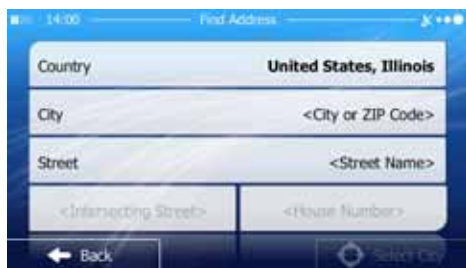 14:00 Find Address
Country United States, Illinois
City <City or ZIP Code>
Street <Street Name>
<Intersecting Street> <House Number>
Back Select City